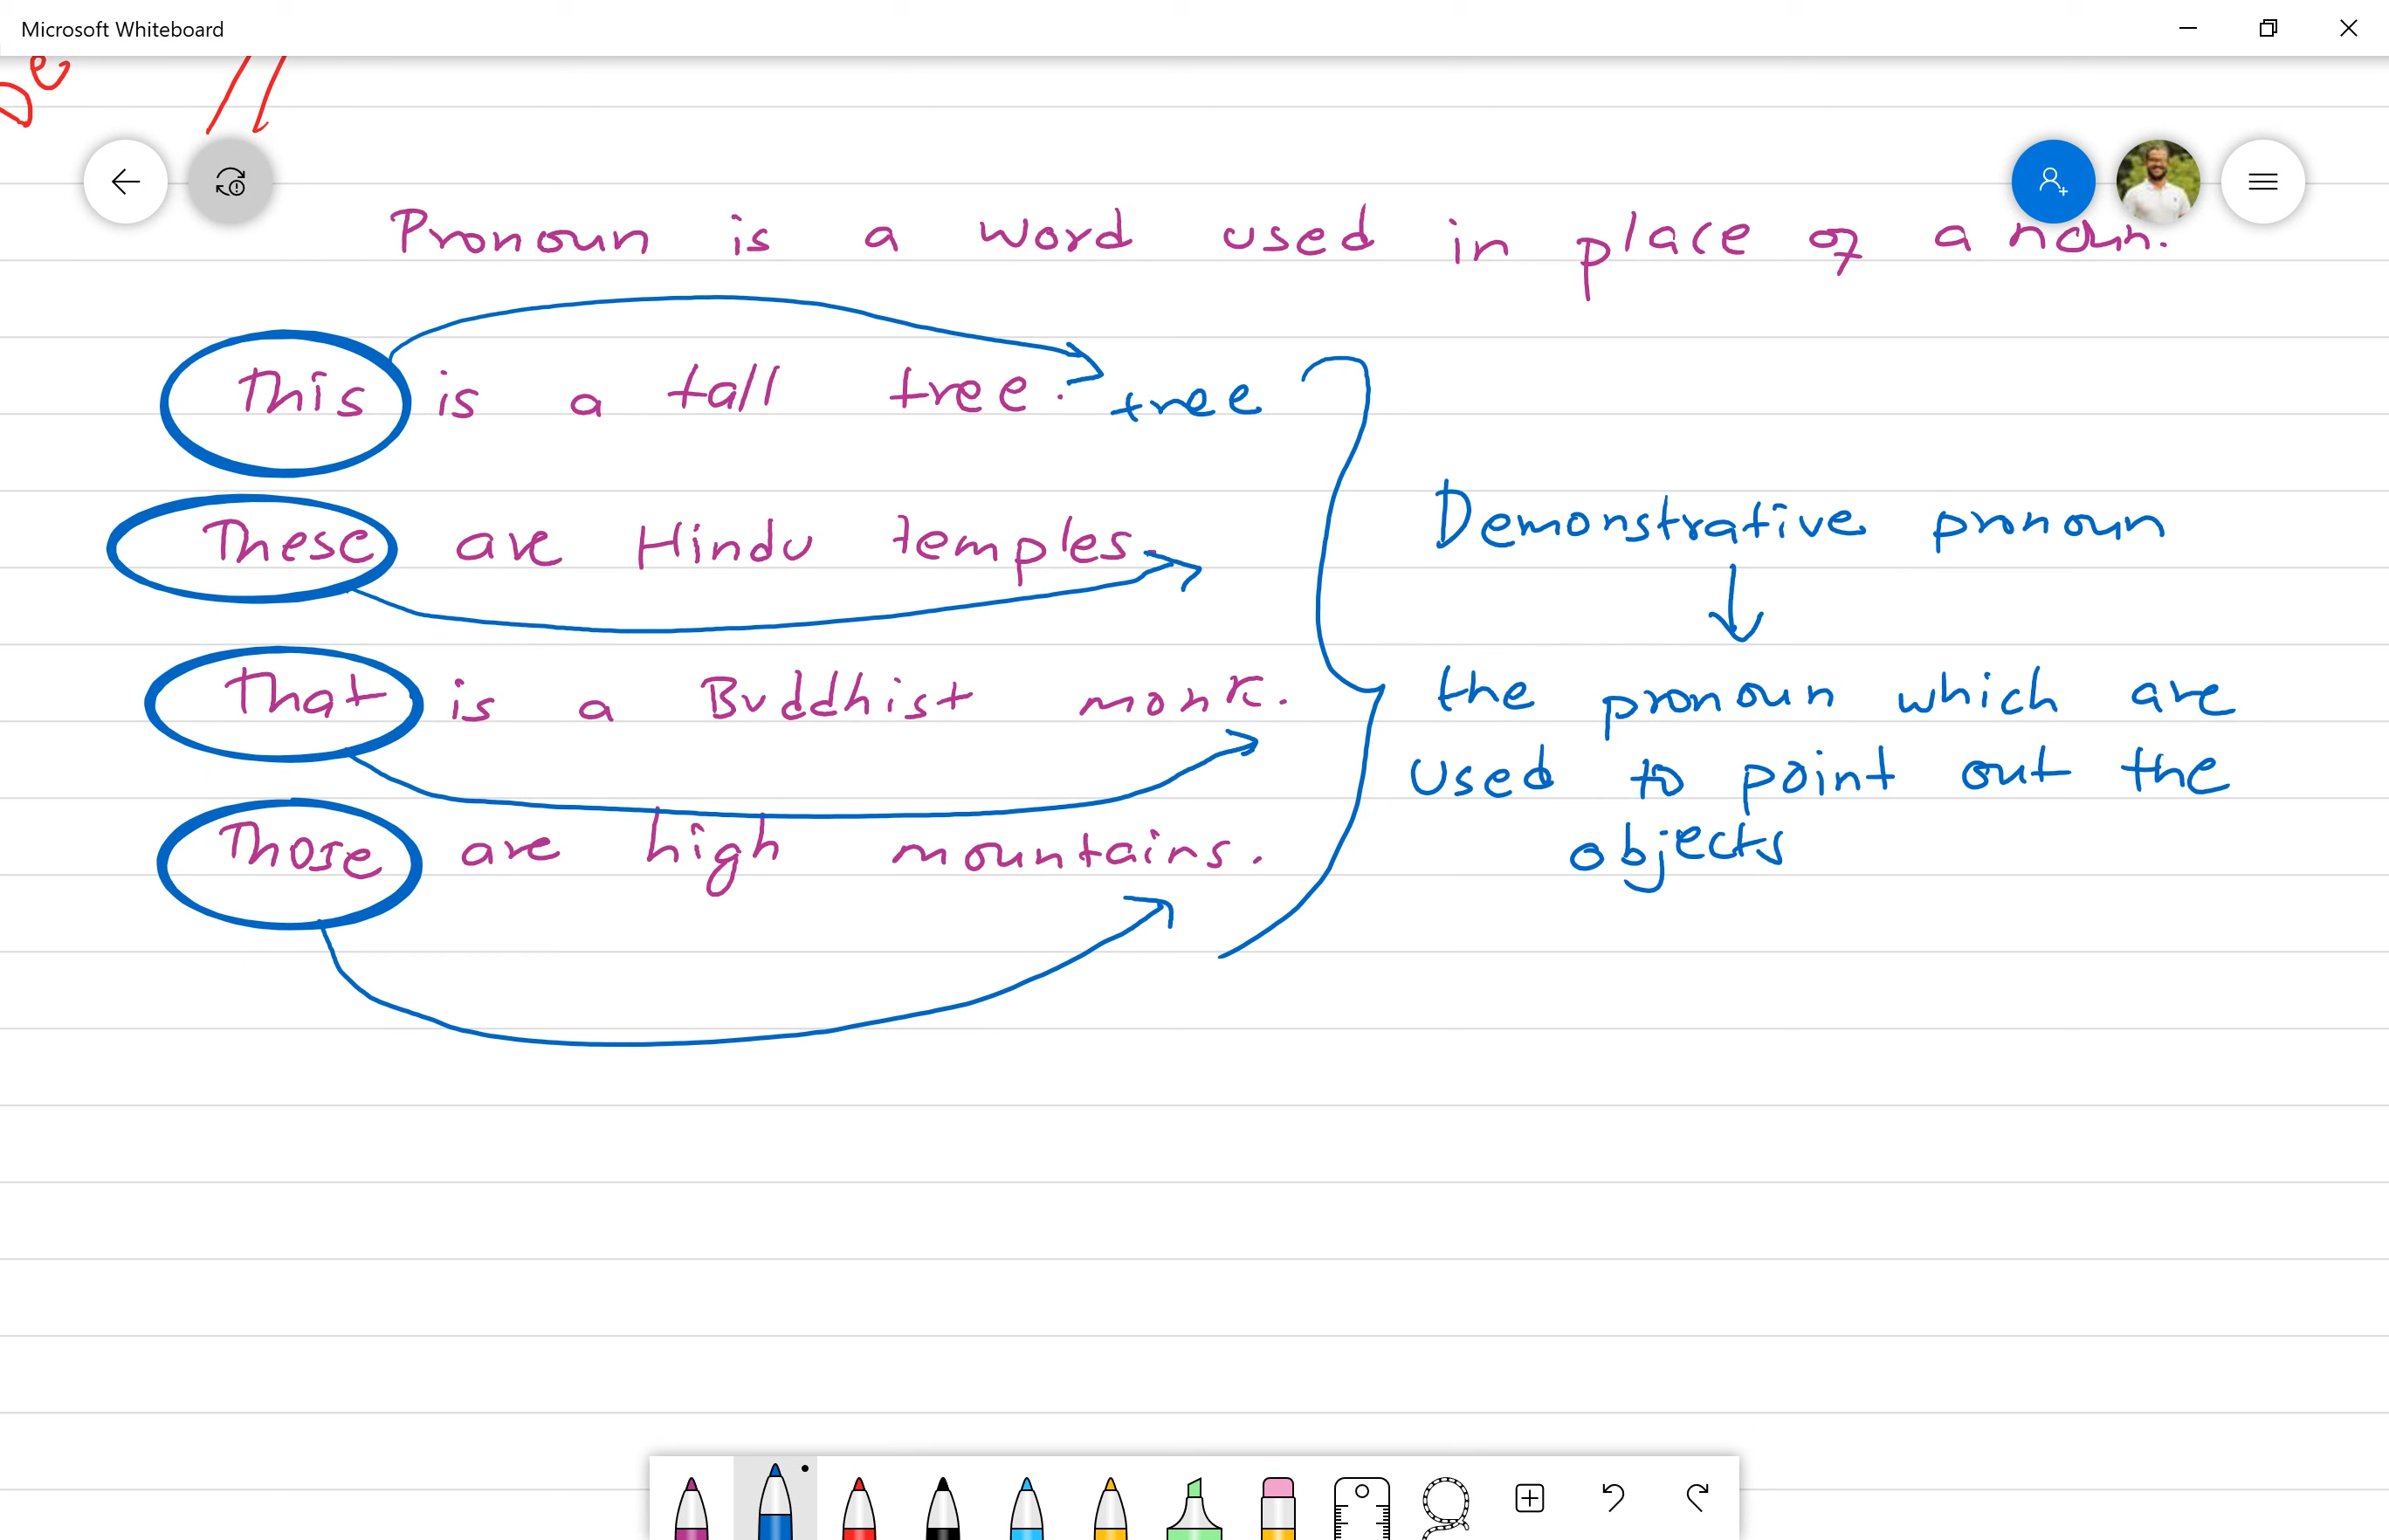 Microsoft Whiteboard
De
Pronoun is a word used in place of a noun.
This is a tall tree. tree
These are Hindu temples.
Demonstrative pronoun
That is a Buddhist monk.
the pronoun which are
used to point out the
Those are high mountains.
objects